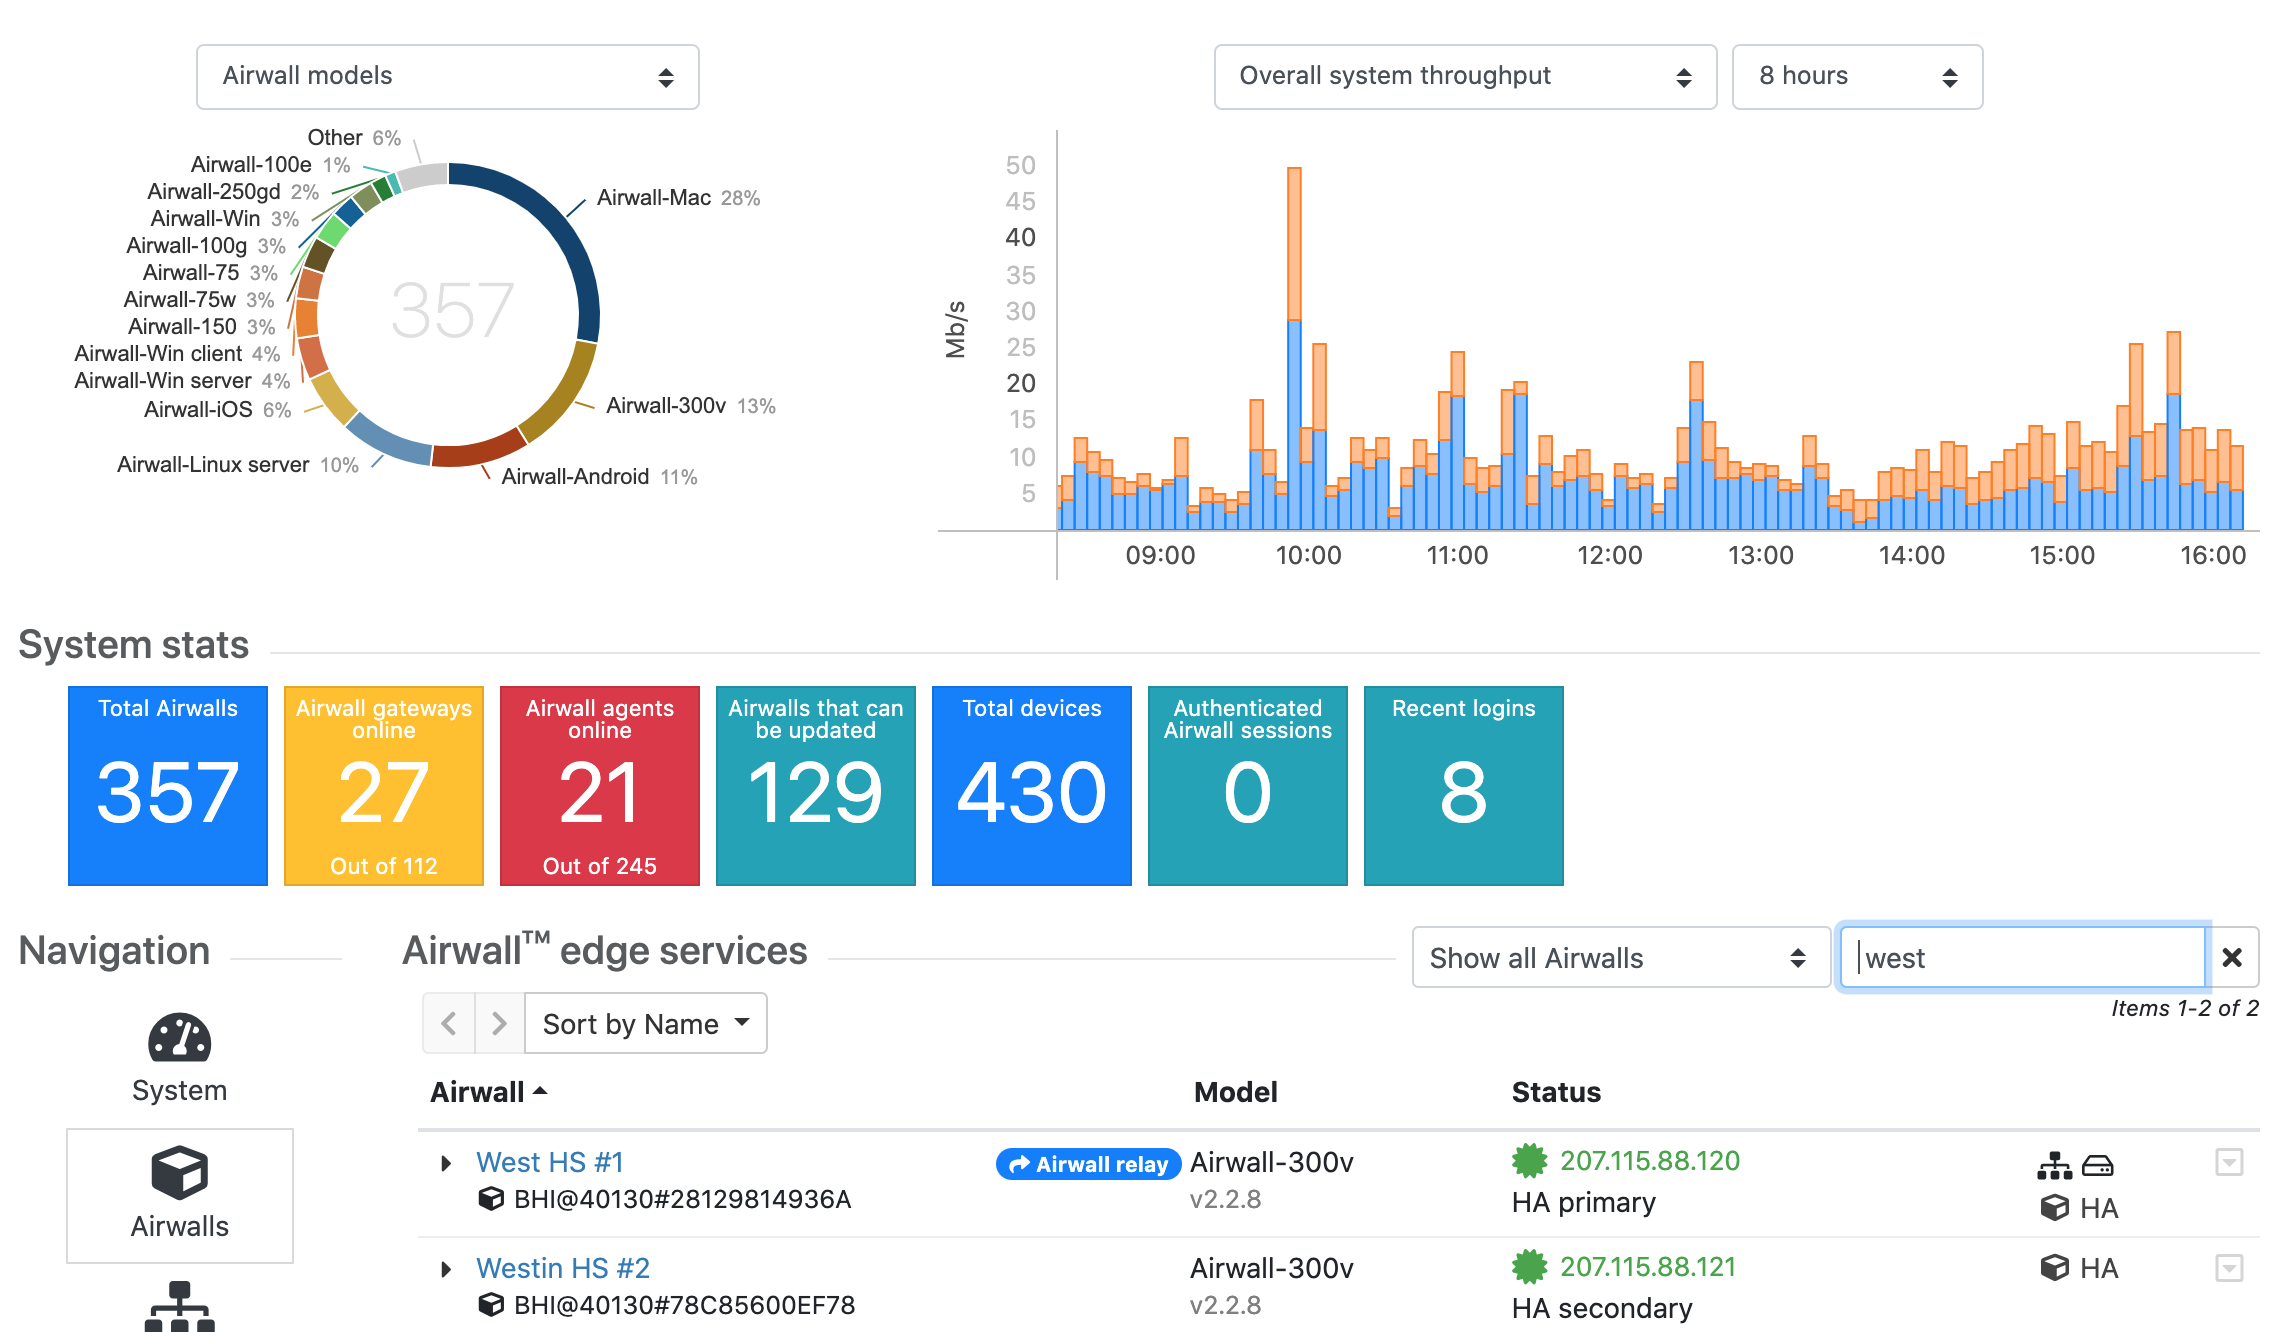 Airwall models
Overall system throughput
8 hours
Other 6%
Airwall-100e 1%
Airwall-250gd 2%
Airwall-Win 3%
Airwall-100g 3%
Airwall-75 3%
Airwall-75w 3%
Airwall-150 3%
Airwall-Win client 4%
Airwall-Win server 4%
Airwall-iOS 6%
Airwall-Linux server 10%
Airwall-Mac 28%
Airwall-300v 13%
Airwall-Android 11%
357
Mb/s
50
45
40
35
30
25
20
15
10
5
09:00 10:00 11:00 12:00 13:00 14:00 15:00 16:00
System stats
Total Airwalls
357
Airwall gateways
online
27
Out of 112
Airwall agents
online
21
Out of 245
Airwalls that can
be updated
129
Total devices
430
Authenticated
Airwall sessions
0
Recent logins
8
Navigation
System
Airwalls
Airwall™ edge services
Show all Airwalls
west
Items 1-2 of 2
Sort by Name
Airwall Model Status
West HS #1 Airwall relay Airwall-300v 207.115.88.120
BHI@40130#28129814936A v2.2.8 HA primary HA
Westin HS #2 Airwall-300v 207.115.88.121 HA
BHI@40130#78C85600EF78 v2.2.8 HA secondary